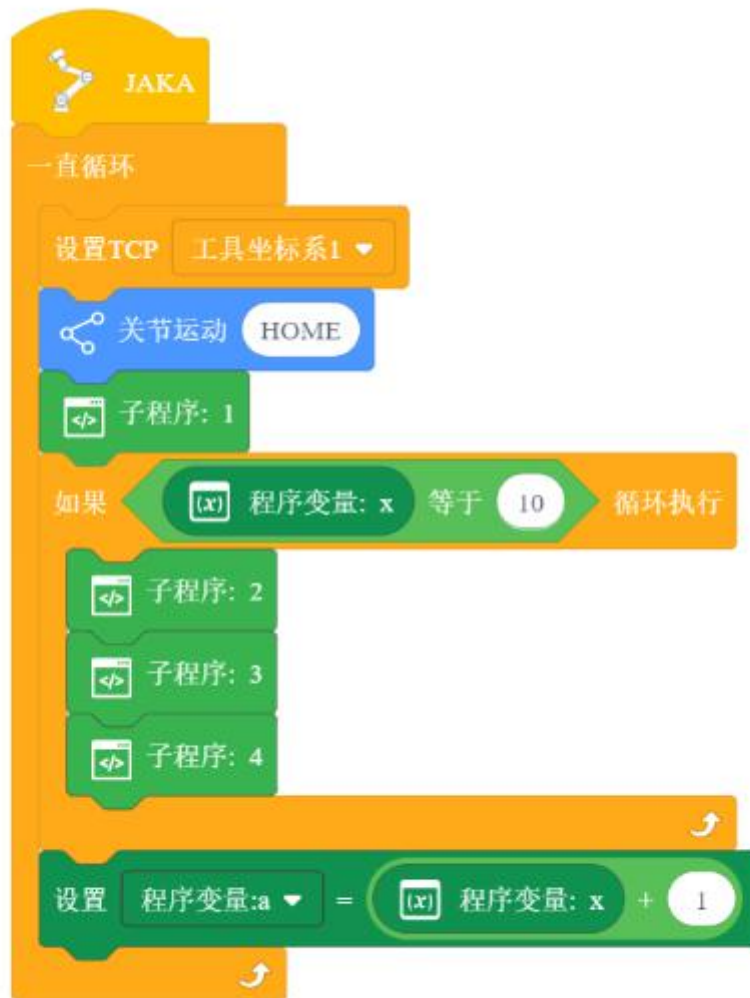 JAKA
一直循环
设置TCP 工具坐标系1
关节运动 HOME
</> 子程序: 1
如果 (x) 程序变量: x 等于 10 循环执行
</> 子程序: 2
</> 子程序: 3
</> 子程序: 4
设置 程序变量:a = (x) 程序变量: x + 1